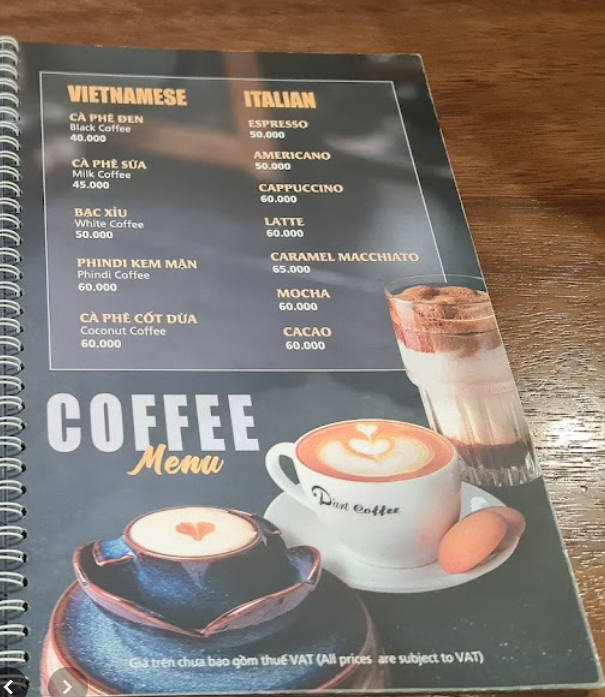 VIETNAMESE
CÀ PHÊ ĐEN
Black Coffee
40.000
CÀ PHÊ SỮA
Milk Coffee
45.000
BẠC XỈU
White Coffee
50.000
PHINDI KEM MẶN
Phindi Coffee
60.000
CÀ PHÊ CỐT DỪA
Coconut Coffee
60.000
ITALIAN
ESPRESSO
50.000
AMERICANO
50.000
CAPPUCCINO
60.000
LATTE
60.000
CARAMEL MACCHIATO
65.000
MOCHA
60.000
CACAO
60.000
COFFEE
Menu
D'art Coffee
Giá trên chưa bao gồm thuế VAT (All prices are subject to VAT)